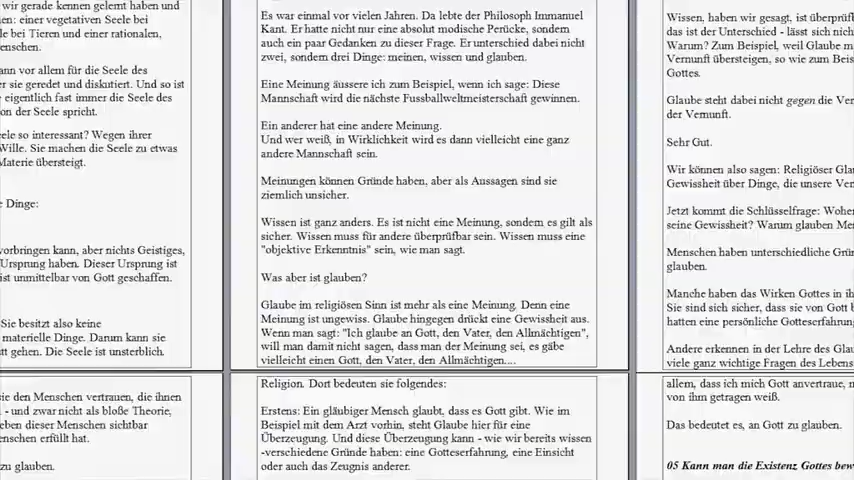 wir gerade kennen gelernt haben und
en: einer vegetativen Seele bei
le bei Tieren und einer rationalen,
enschen.
ann vor allem für die Seele des
er sie geredet und diskutiert. Und so ist
e eigentlich fast immer die Seele des
on der Seele spricht.
eele so interessant? Wegen ihrer
Wille. Sie machen die Seele zu etwas
Materie übersteigt.
e Dinge:
vorbringen kann, aber nichts Geistiges,
Ursprung haben. Dieser Ursprung ist
ist unmittelbar von Gott geschaffen.
Sie besitzt also keine
materielle Dinge. Darum kann sie
tt gehen. Die Seele ist unsterblich.
Es war einmal vor vielen Jahren. Da lebte der Philosoph Immanuel
Kant. Er hatte nicht nur eine absolut modische Perücke, sondern
auch ein paar Gedanken zu dieser Frage. Er unterschied dabei nicht
zwei, sondern drei Dinge: meinen, wissen und glauben.
Eine Meinung äussere ich zum Beispiel, wenn ich sage: Diese
Mannschaft wird die nächste Fussballweltmeisterschaft gewinnen.
Ein anderer hat eine andere Meinung.
Und wer weiß, in Wirklichkeit wird es dann vielleicht eine ganz
andere Mannschaft sein.
Meinungen können Gründe haben, aber als Aussagen sind sie
ziemlich unsicher.
Wissen ist ganz anders. Es ist nicht eine Meinung, sondern es gilt als
sicher. Wissen muss für andere überprüfbar sein. Wissen muss eine
"objektive Erkenntnis" sein, wie man sagt.
Was aber ist glauben?
Glaube im religiösen Sinn ist mehr als eine Meinung. Denn eine
Meinung ist ungewiss. Glaube hingegen drückt eine Gewissheit aus.
Wenn man sagt: "Ich glaube an Gott, den Vater, den Allmächtigen",
will man damit nicht sagen, dass man der Meinung sei, es gäbe
vielleicht einen Gott, den Vater, den Allmächtigen....
Wissen, haben wir gesagt, ist überprüf
das ist der Unterschied - lässt sich nich
Warum? Zum Beispiel, weil Glaube m
Vernunft übersteigen, so wie zum Beis
Gottes.
Glaube steht dabei nicht gegen die Ver
der Vernunft.
Sehr Gut.
Wir können also sagen: Religiöser Glau
Gewissheit über Dinge, die unsere Ver
Jetzt kommt die Schlüsselfrage: Woher
seine Gewissheit? Warum glauben Me
Menschen haben unterschiedliche Grün
glauben.
Manche haben das Wirken Gottes in ih
Sie sind sich sicher, dass sie von Gott b
hatten eine persönliche Gotteserfahrun
Andere erkennen in der Lehre des Glau
viele ganz wichtige Fragen des Lebens
sie den Menschen vertrauen, die ihnen
- und zwar nicht als bloße Theorie,
eben dieser Menschen sichtbar
enschen erfüllt hat.
zu glauben.
Religion. Dort bedeuten sie folgendes:
Erstens: Ein gläubiger Mensch glaubt, dass es Gott gibt. Wie im
Beispiel mit dem Arzt vorhin, steht Glaube hier für eine
Überzeugung. Und diese Überzeugung kann - wie wir bereits wissen
-verschiedene Gründe haben: eine Gotteserfahrung, eine Einsicht
oder auch das Zeugnis anderer.
allem, dass ich mich Gott anvertraue, m
von ihm getragen weiß.
Das bedeutet es, an Gott zu glauben.
05 Kann man die Existenz Gottes bew